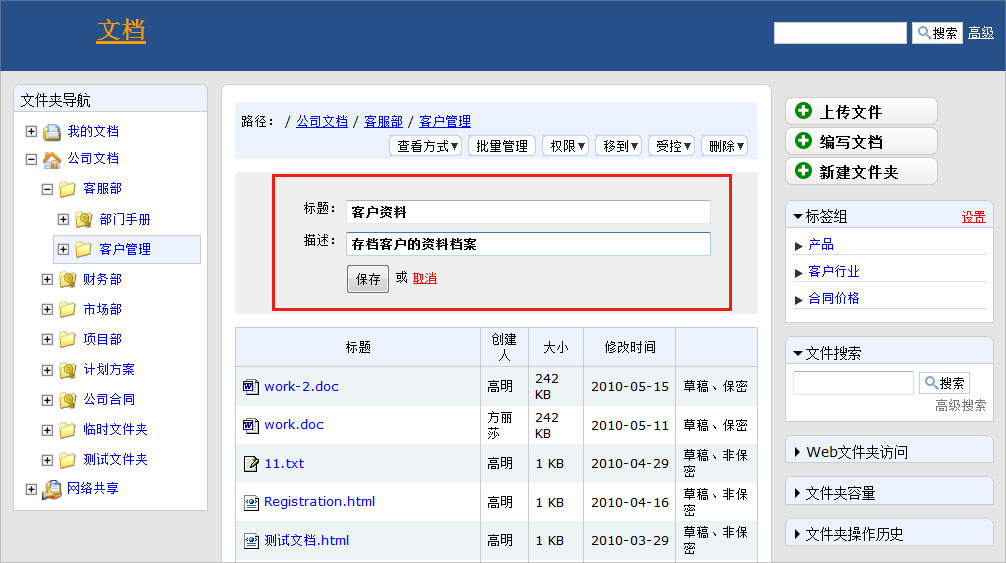 文档
搜索 高级
文件夹导航
我的文档
公司文档
客服部
部门手册
客户管理
财务部
市场部
项目部
计划方案
公司合同
临时文件夹
测试文件夹
网络共享
路径： / 公司文档 / 客服部 / 客户管理
查看方式▼ 批量管理 权限▼ 移到▼ 受控▼ 删除▼
标题： 客户资料
描述： 存档客户的资料档案
保存 或 取消
标题 创建人 大小 修改时间
work-2.doc 高明 242 KB 2010-05-15 草稿、保密
work.doc 方丽莎 242 KB 2010-05-11 草稿、保密
11.txt 高明 1 KB 2010-04-29 草稿、非保密
Registration.html 高明 1 KB 2010-04-16 草稿、非保密
测试文档.html 高明 1 KB 2010-03-29 草稿、非保密
上传文件
编写文档
新建文件夹
标签组 设置
产品
客户行业
合同价格
文件搜索
搜索
高级搜索
Web文件夹访问
文件夹容量
文件夹操作历史